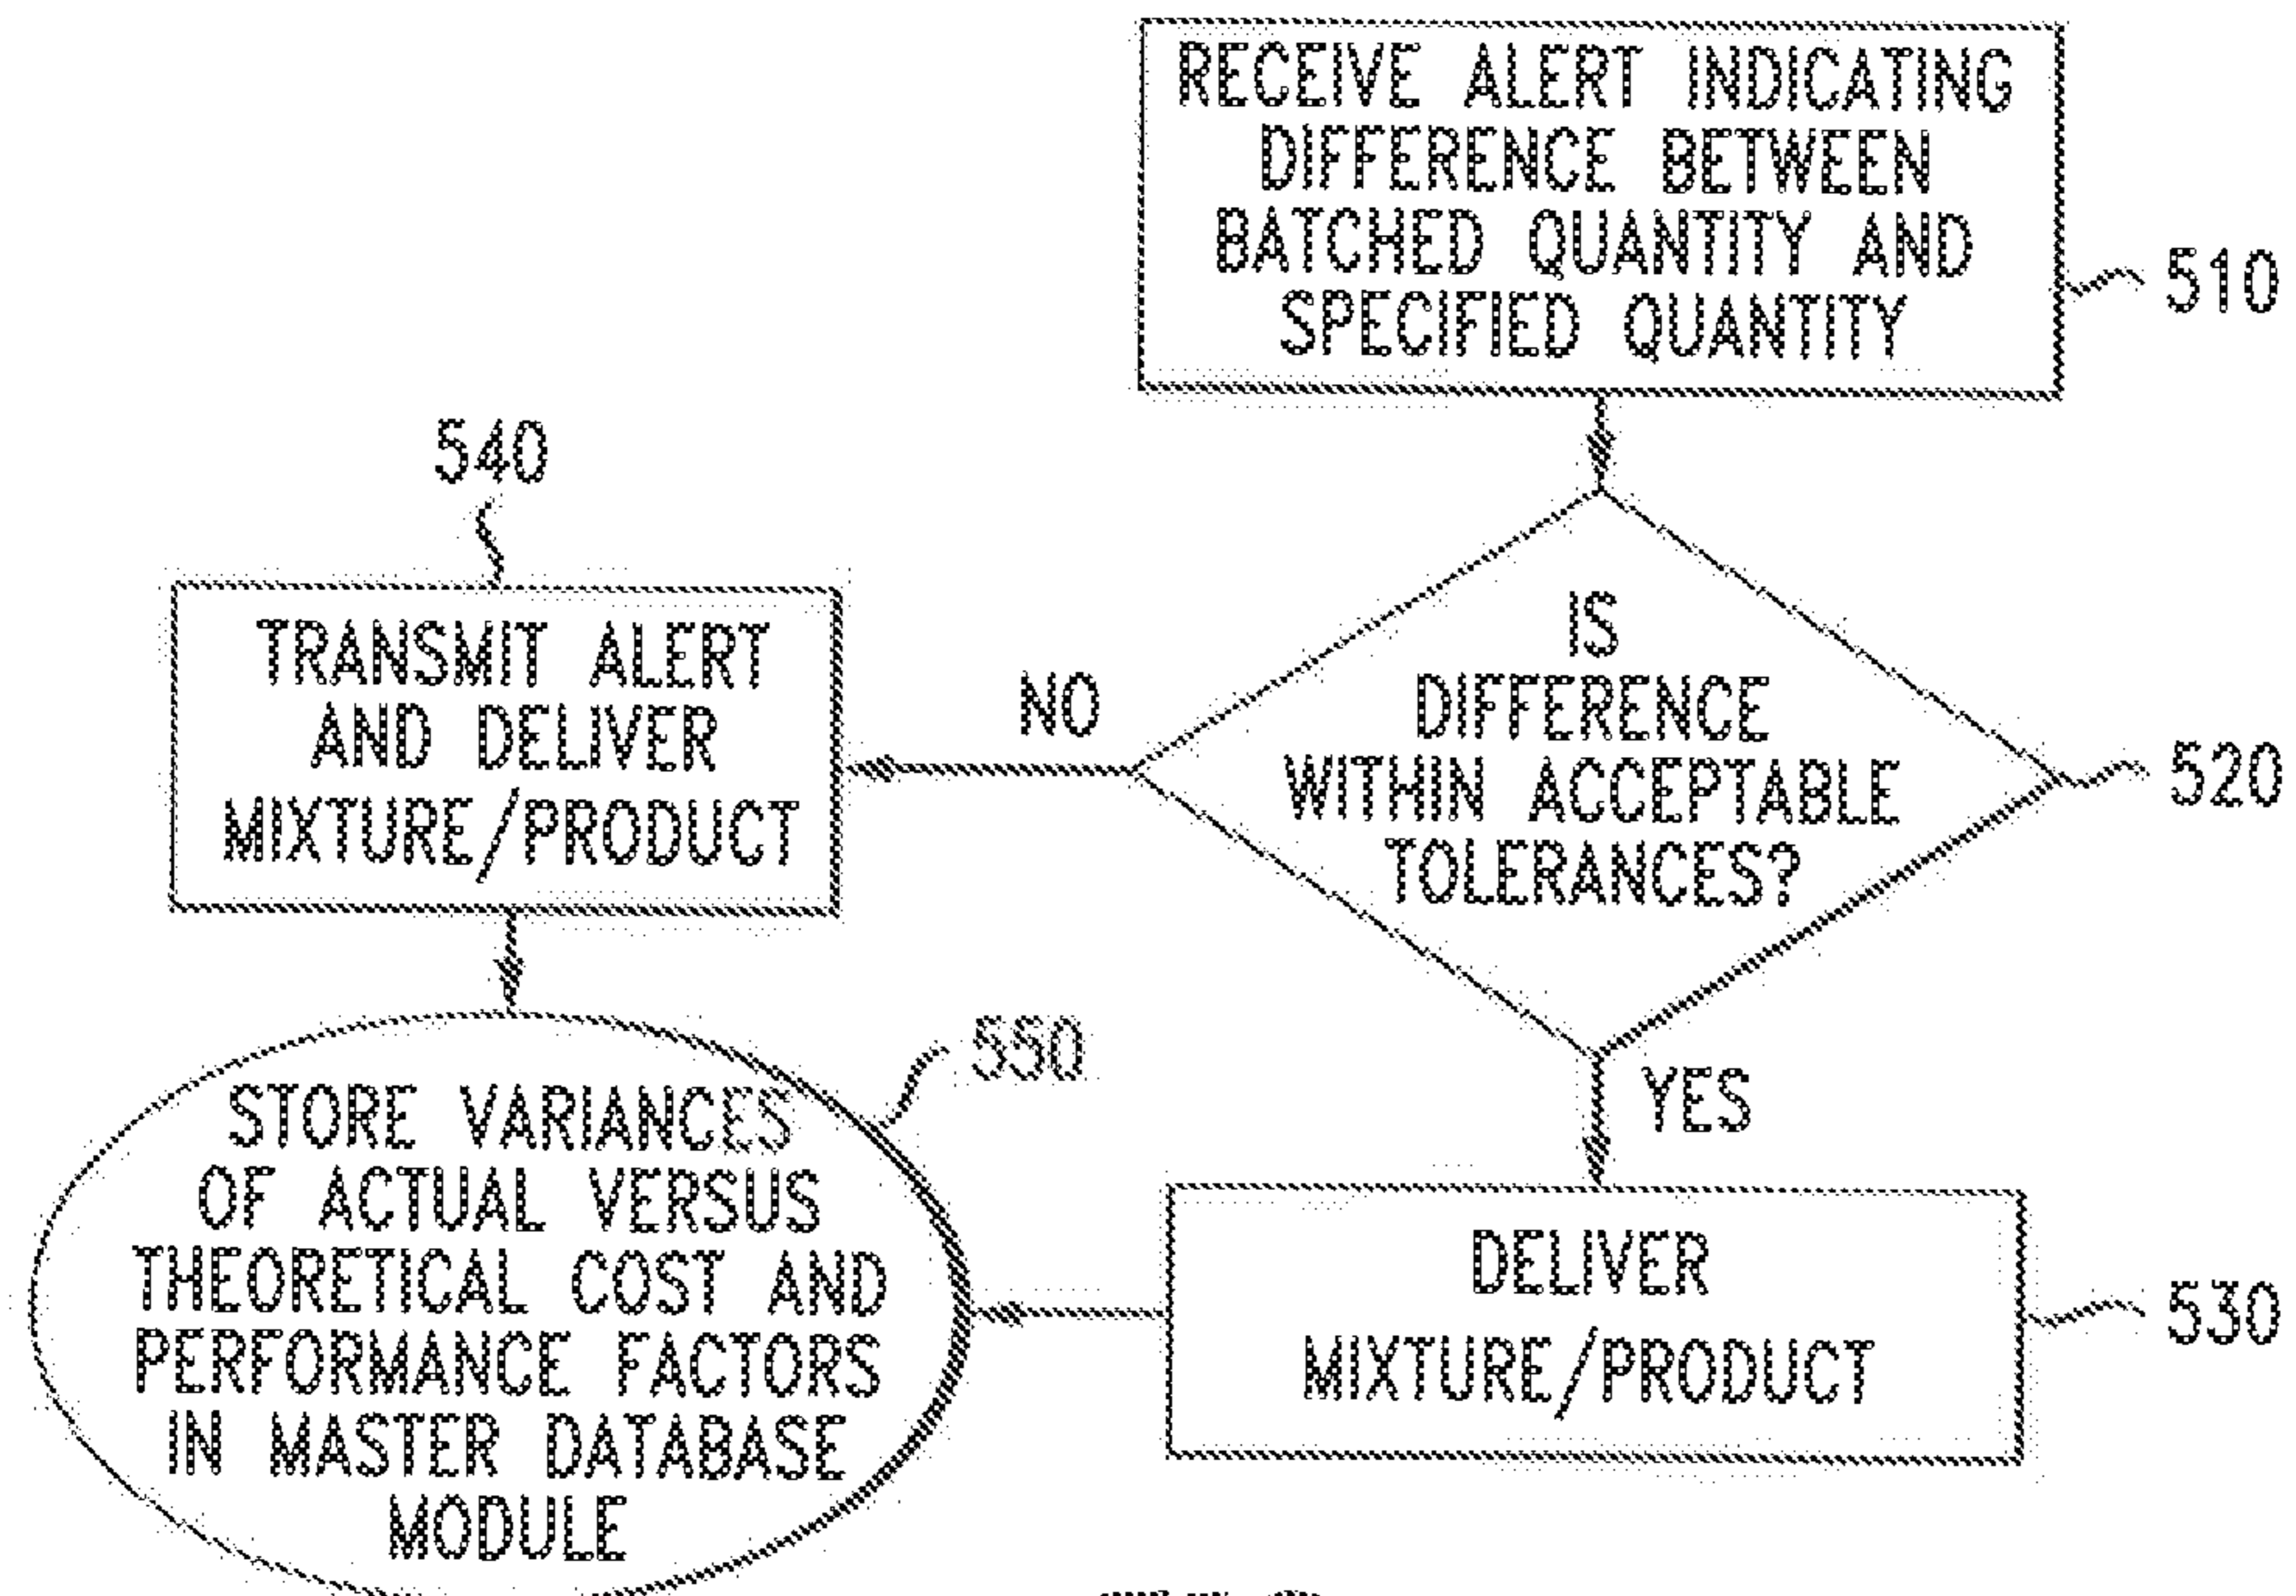 RECEIVE ALERT INDICATING
DIFFERENCE BETWEEN
BATCHED QUANTITY AND
SPECIFIED QUANTITY
510
540
TRANSMIT ALERT
AND DELIVER
MIXTURE/PRODUCT
NO
IS
DIFFERENCE
WITHIN ACCEPTABLE
TOLERANCES?
520
YES
550
STORE VARIANCES
OF ACTUAL VERSUS
THEORETICAL COST AND
PERFORMANCE FACTORS
IN MASTER DATABASE
MODULE
DELIVER
MIXTURE/PRODUCT
530